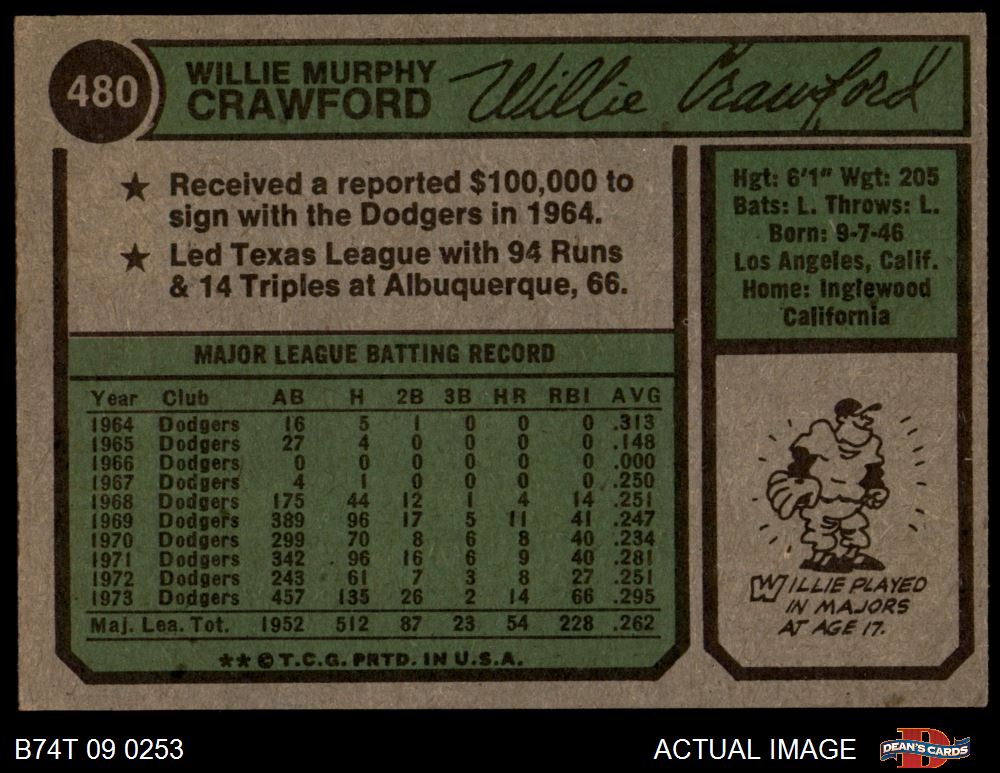 480
WILLIE MURPHY
CRAWFORD
Willie Crawford
★ Received a reported $100,000 to
sign with the Dodgers in 1964.
★ Led Texas League with 94 Runs
& 14 Triples at Albuquerque, 66.
Hgt: 6'1" Wgt: 205
Bats: L. Throws: L.
Born: 9-7-46
Los Angeles, Calif.
Home: Inglewood
California
MAJOR LEAGUE BATTING RECORD
Year Club AB H 2B 3B HR RBI AVG
1964 Dodgers 16 5 1 0 0 0 .313
1965 Dodgers 27 4 0 0 0 0 .148
1966 Dodgers 0 0 0 0 0 0 .000
1967 Dodgers 4 1 0 0 0 0 .250
1968 Dodgers 175 44 12 1 4 14 .251
1969 Dodgers 389 96 17 5 11 41 .247
1970 Dodgers 299 70 8 6 8 40 .234
1971 Dodgers 342 96 16 6 9 40 .281
1972 Dodgers 243 61 7 3 8 27 .251
1973 Dodgers 457 135 26 2 14 66 .295
Maj. Lea. Tot. 1952 512 87 23 54 228 .262
★★ © T.C.G. PRTD. IN U.S.A.
WILLIE PLAYED
IN MAJORS
AT AGE 17.
B74T 09 0253
ACTUAL IMAGE
DEAN'S CARDS